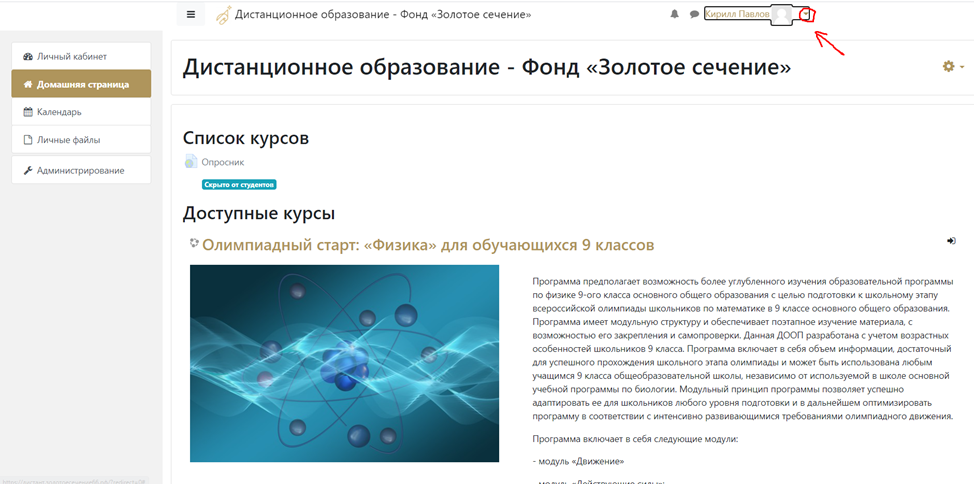 Дистанционное образование - Фонд «Золотое сечение»
Кирилл Павлов
Личный кабинет
Домашняя страница
Календарь
Личные файлы
Администрирование
Дистанционное образование - Фонд «Золотое сечение»
Список курсов
Опросник
Скрыто от студентов
Доступные курсы
Олимпиадный старт: «Физика» для обучающихся 9 классов
Программа предполагает возможность более углубленного изучения образовательной программы
по физике 9-ого класса основного общего образования с целью подготовки к школьному этапу
всероссийской олимпиады школьников по математике в 9 классе основного общего образования.
Программа имеет модульную структуру и обеспечивает поэтапное изучение материала, с
возможностью его закрепления и самопроверки. Данная ДООП разработана с учетом возрастных
особенностей школьников 9 класса. Программа включает в себя объем информации, достаточный
для успешного прохождения школьного этапа олимпиады и может быть использована любым
учащимся 9 класса общеобразовательной школы, независимо от используемой в школе основной
учебной программы по биологии. Модульный принцип программы позволяет успешно
адаптировать ее для школьников любого уровня подготовки и в дальнейшем оптимизировать
программу в соответствии с интенсивно развивающимися требованиями олимпиадного движения.
Программа включает в себя следующие модули:
- модуль «Движение»
- модуль «Действующие силы»;